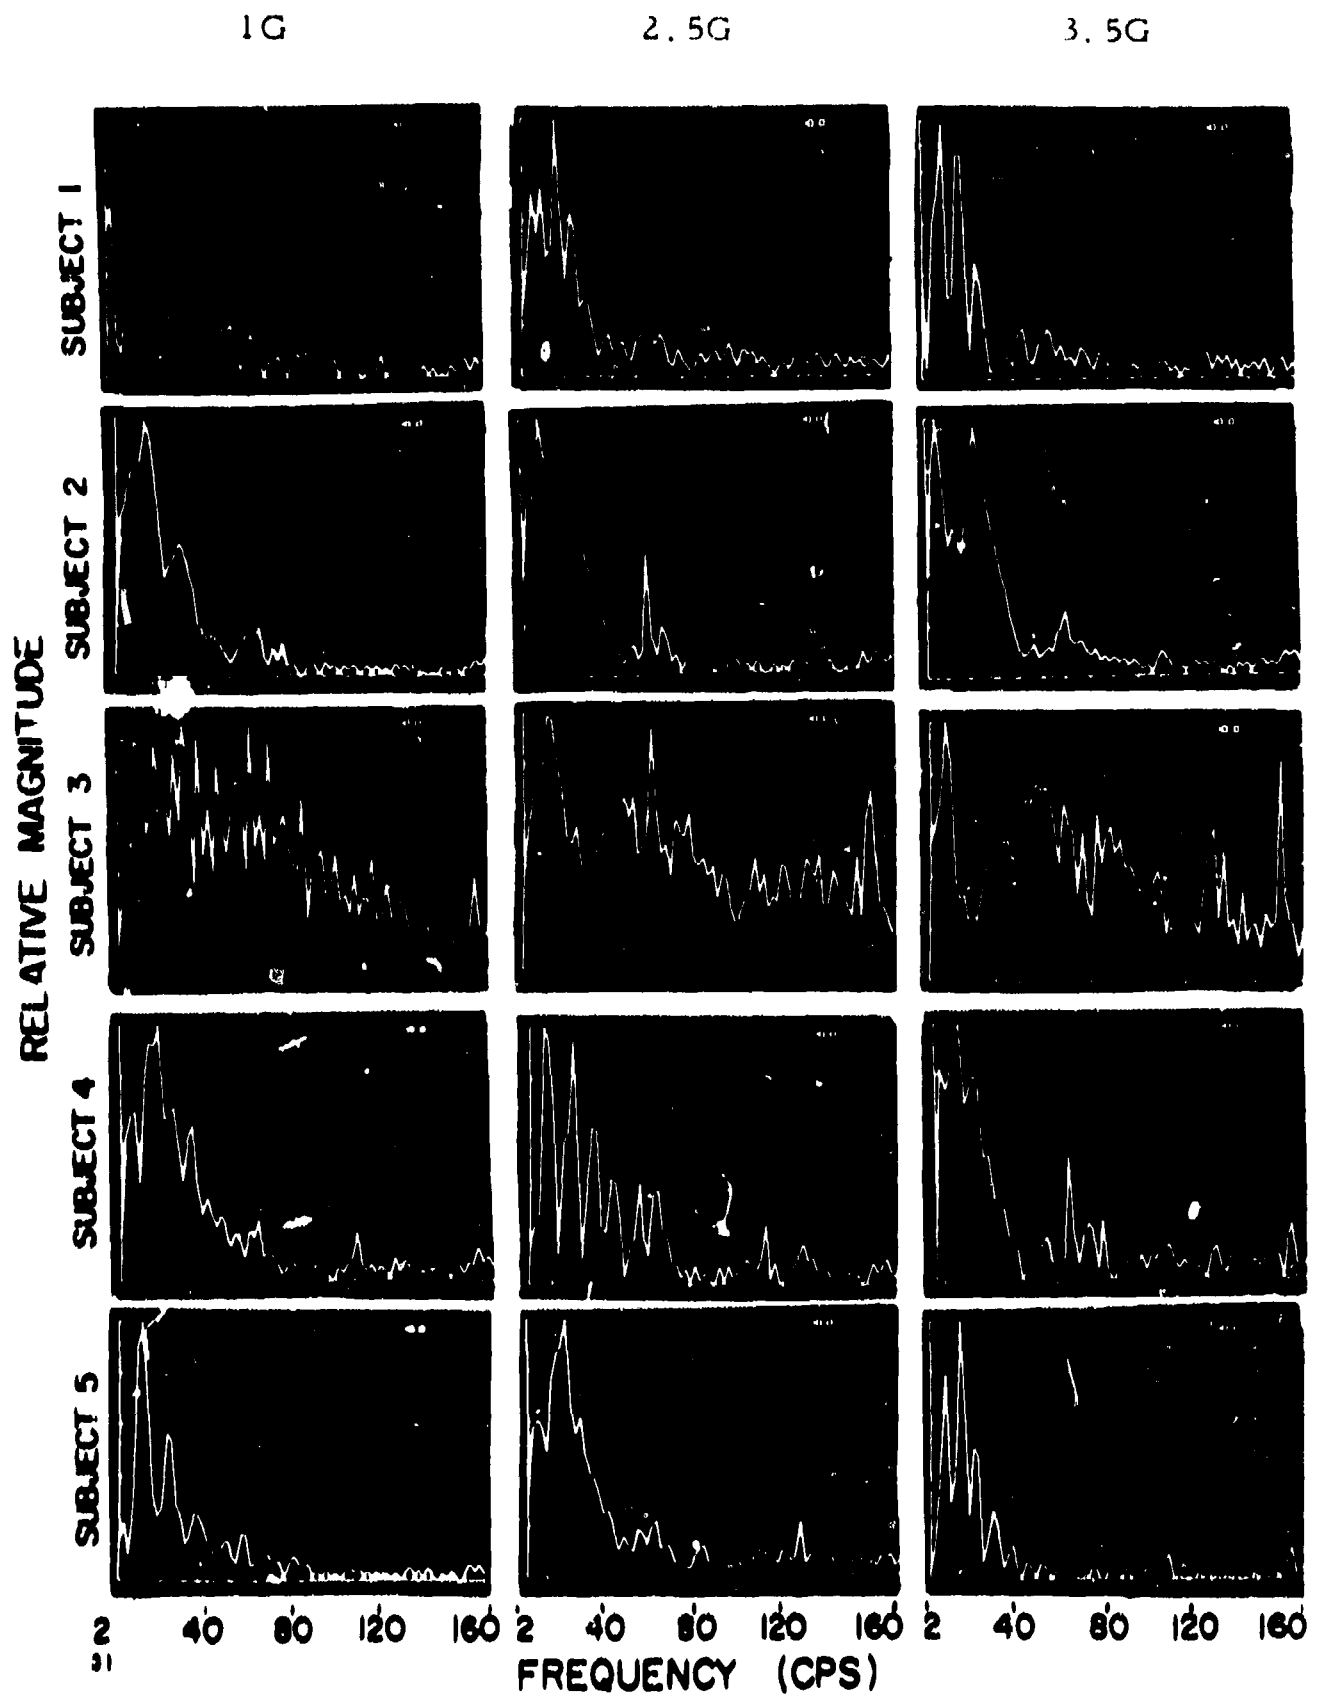 1G 2.5G 3.5G
RELATIVE MAGNITUDE
SUBJECT 1
SUBJECT 2
SUBJECT 3
SUBJECT 4
SUBJECT 5
2 40 80 120 160 2 40 80 120 160 2 40 80 120 160
FREQUENCY (CPS)